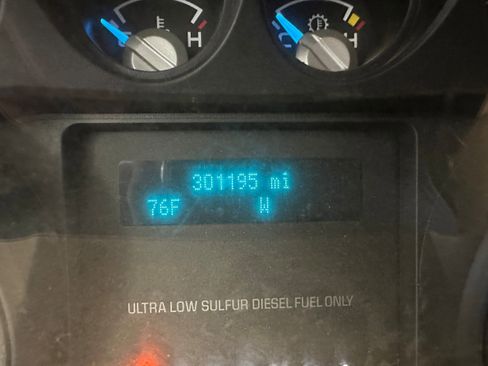 C H C H
301195 mi
76F W
ULTRA LOW SULFUR DIESEL FUEL ONLY